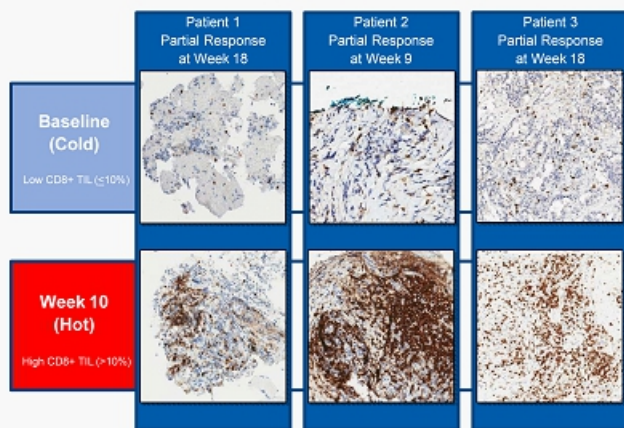 Patient 1
Partial Response
at Week 18
Patient 2
Partial Response
at Week 9
Patient 3
Partial Response
at Week 18
Baseline
(Cold)
Low CD8+ TIL (≤10%)
Week 10
(Hot)
High CD8+ TIL (>10%)